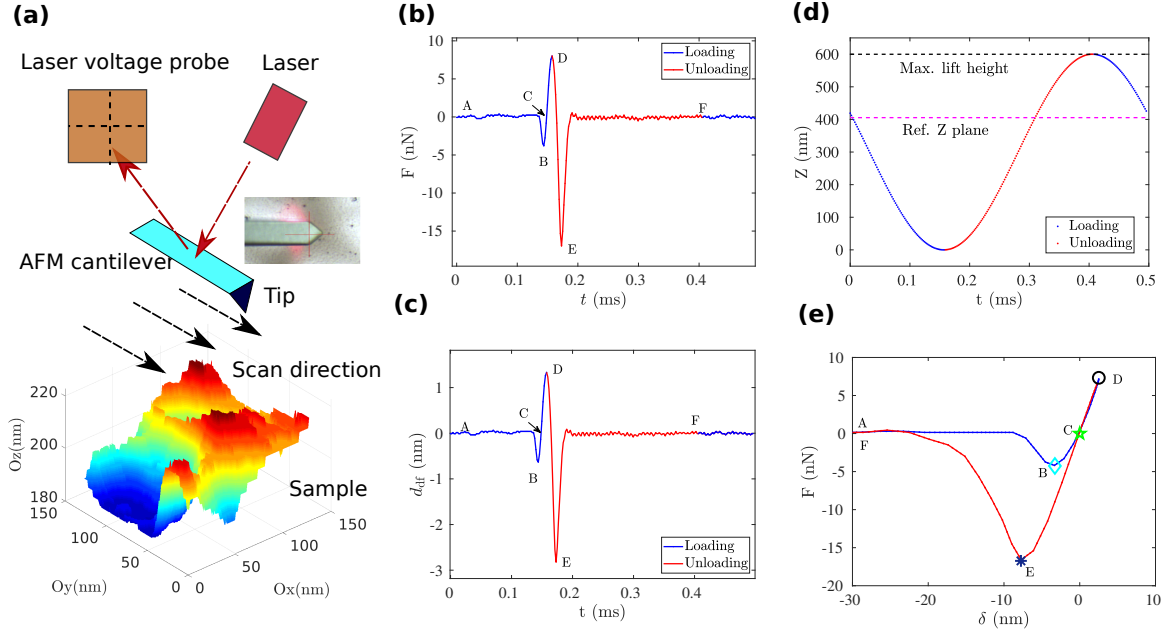 (a)
Laser voltage probe
Laser
AFM cantilever
Tip
Scan direction
Sample
220
200
180
150
100
50
0
0
50
100
150
Oz(nm)
Oy(nm)
Ox(nm)
(b)
10
5
0
-5
-10
-15
0
0.1
0.2
0.3
0.4
F (nN)
t (ms)
Loading
Unloading
A
B
C
D
E
F
(c)
1
0
-1
-2
-3
0
0.1
0.2
0.3
0.4
d_df (nm)
t (ms)
Loading
Unloading
A
B
C
D
E
F
(d)
600
500
400
300
200
100
0
0
0.1
0.2
0.3
0.4
0.5
Z (nm)
t (ms)
Max. lift height
Ref. Z plane
Loading
Unloading
(e)
10
5
0
-5
-10
-15
-20
-30
-20
-10
0
10
F (nN)
δ (nm)
A
F
B
C
D
E